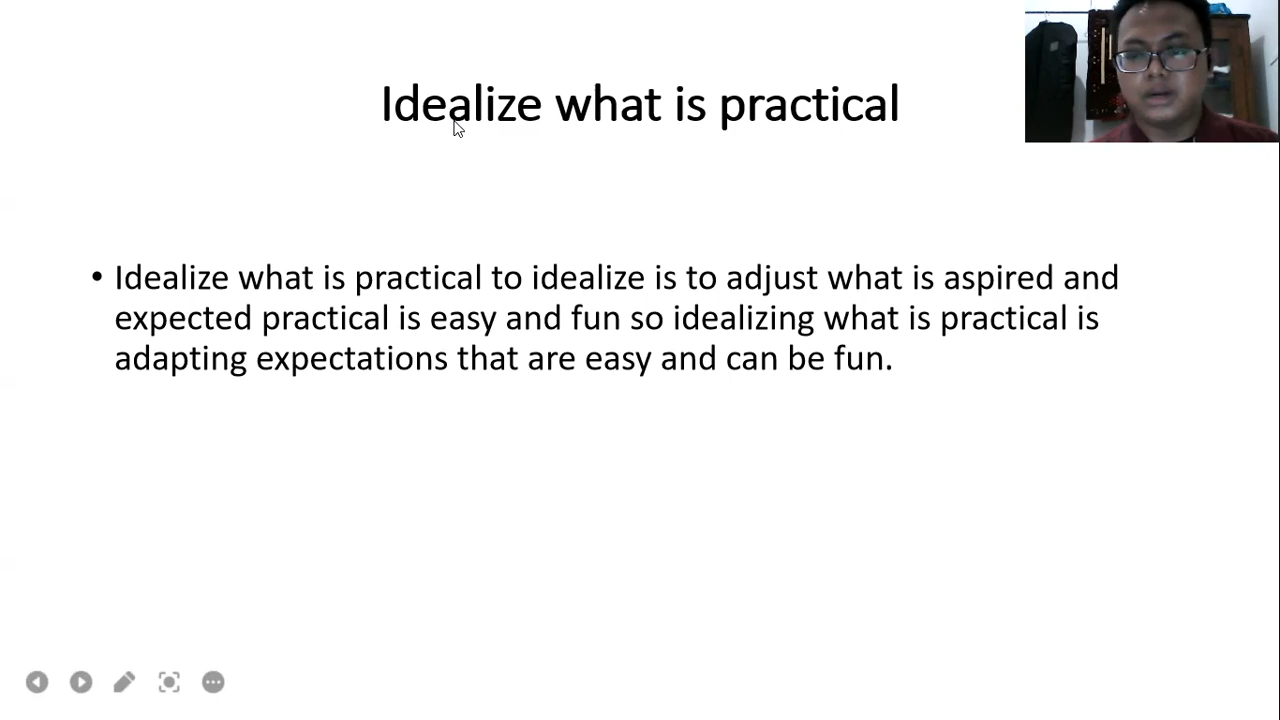 Idealize what is practical
• Idealize what is practical to idealize is to adjust what is aspired and
expected practical is easy and fun so idealizing what is practical is
adapting expectations that are easy and can be fun.